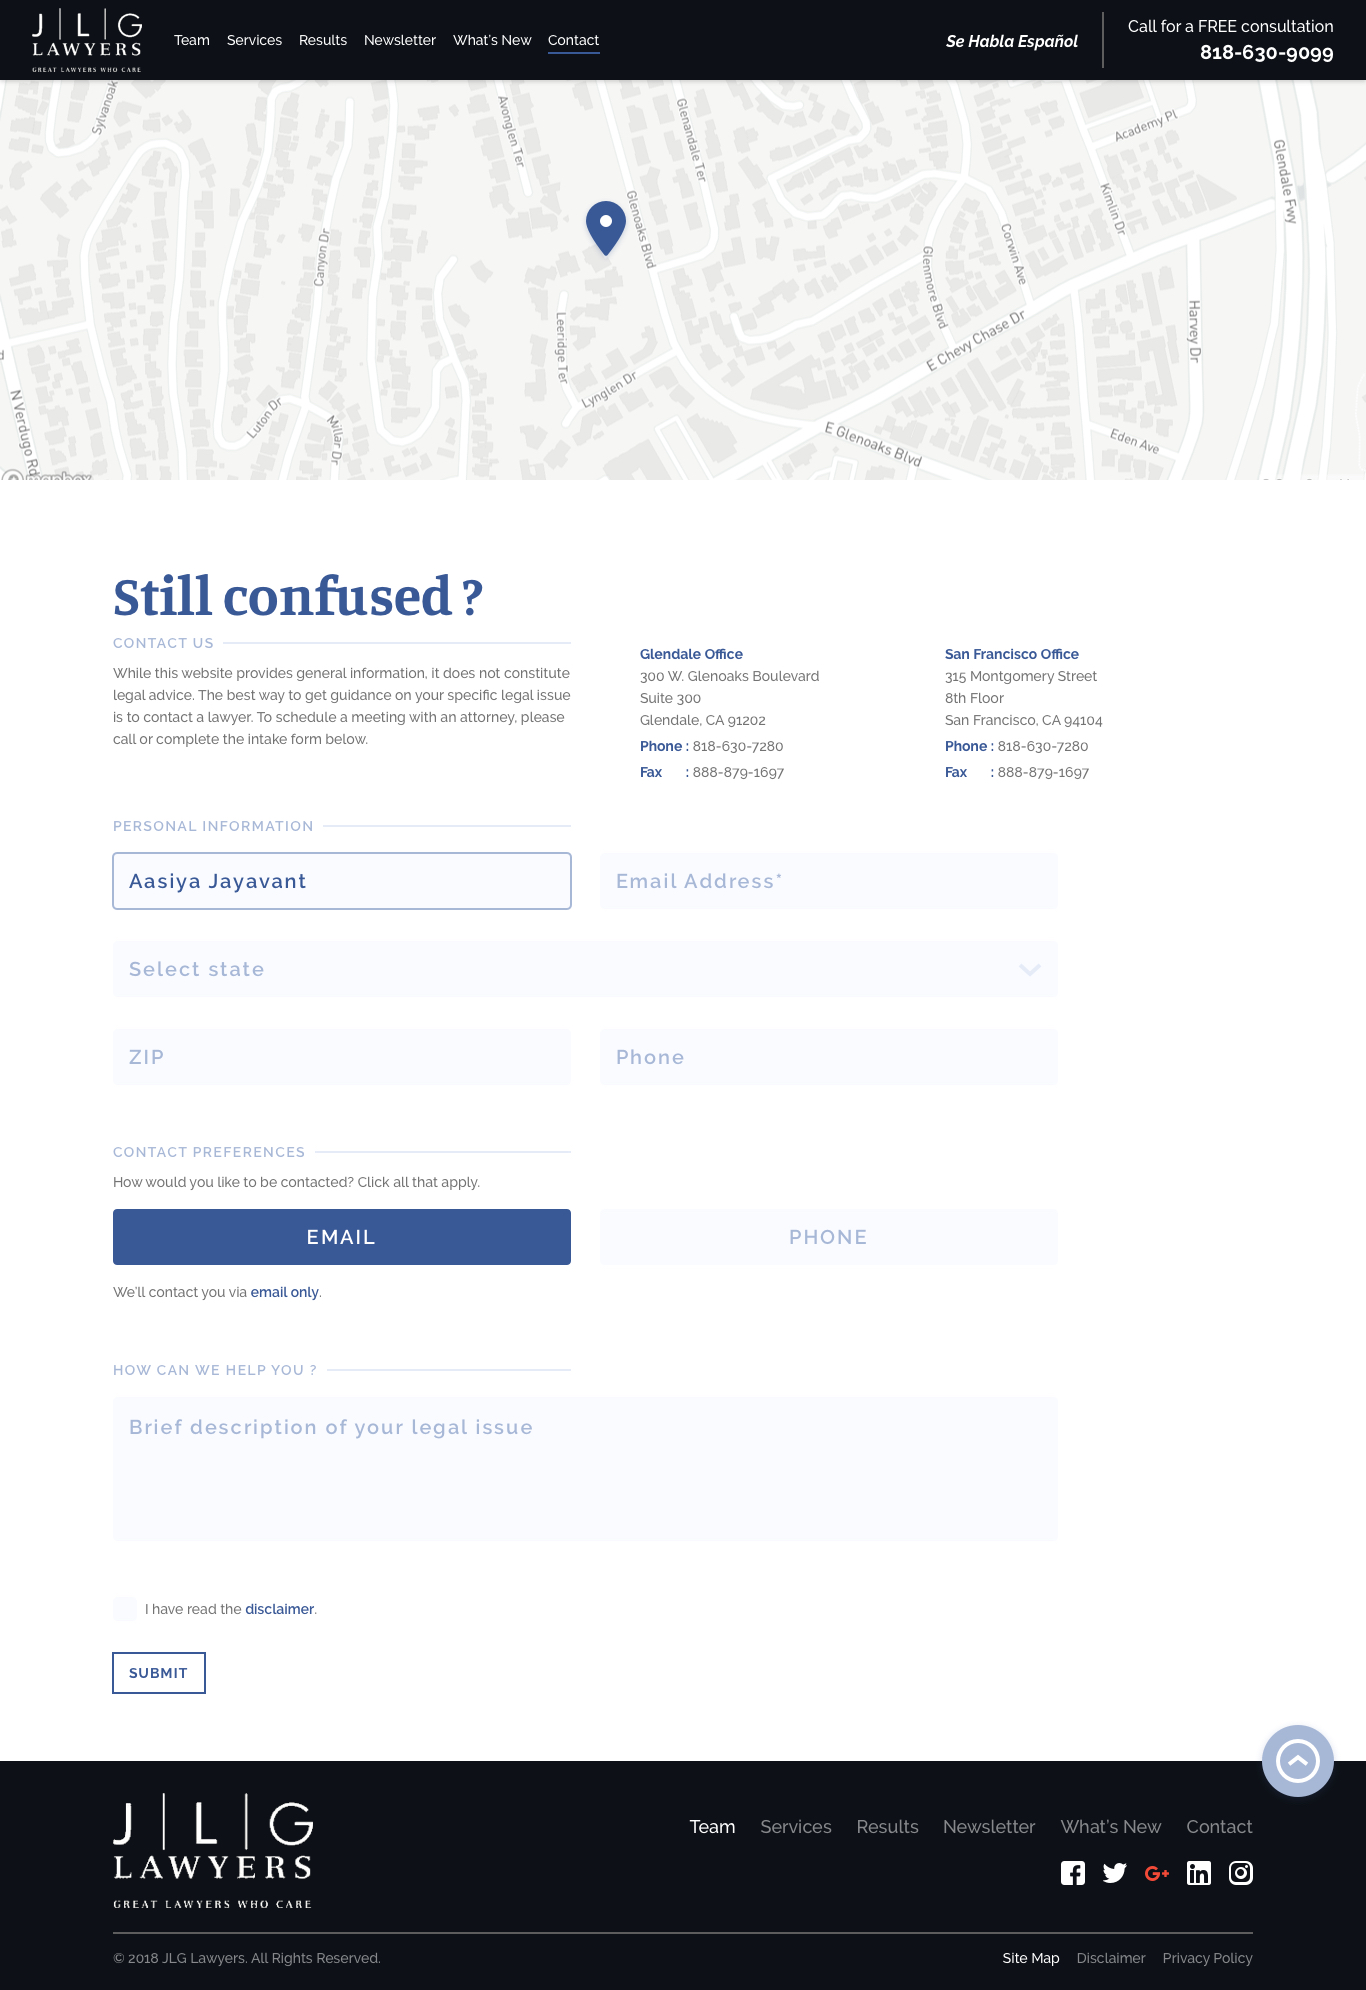 J|L|G
LAWYERS
GREAT LAWYERS WHO CARE
Team Services Results Newsletter What's New Contact
Se Habla Español
Call for a FREE consultation
818-630-9099
Sylvanoak
Avonglen Ter
Glenandale Ter
Academy Pl
Glendale Fwy
Glenoaks Blvd
Kimlin Dr
Canyon Dr
Corwin Ave
Glenmore Blvd
Leeridge Ter
Harvey Dr
E Chevy Chase Dr
Lynglen Dr
N Verdugo Rd
Luton Dr
Millar Dr
E Glenoaks Blvd
Eden Ave
mapbox
Still confused ?
CONTACT US
While this website provides general information, it does not constitute
legal advice. The best way to get guidance on your specific legal issue
is to contact a lawyer. To schedule a meeting with an attorney, please
call or complete the intake form below.
Glendale Office
300 W. Glenoaks Boulevard
Suite 300
Glendale, CA 91202
Phone : 818-630-7280
Fax : 888-879-1697
San Francisco Office
315 Montgomery Street
8th Floor
San Francisco, CA 94104
Phone : 818-630-7280
Fax : 888-879-1697
PERSONAL INFORMATION
Aasiya Jayavant
Email Address*
Select state
ZIP
Phone
CONTACT PREFERENCES
How would you like to be contacted? Click all that apply.
EMAIL
PHONE
We'll contact you via email only.
HOW CAN WE HELP YOU ?
Brief description of your legal issue
I have read the disclaimer.
SUBMIT
J|L|G
LAWYERS
GREAT LAWYERS WHO CARE
Team Services Results Newsletter What's New Contact
© 2018 JLG Lawyers. All Rights Reserved.
Site Map Disclaimer Privacy Policy